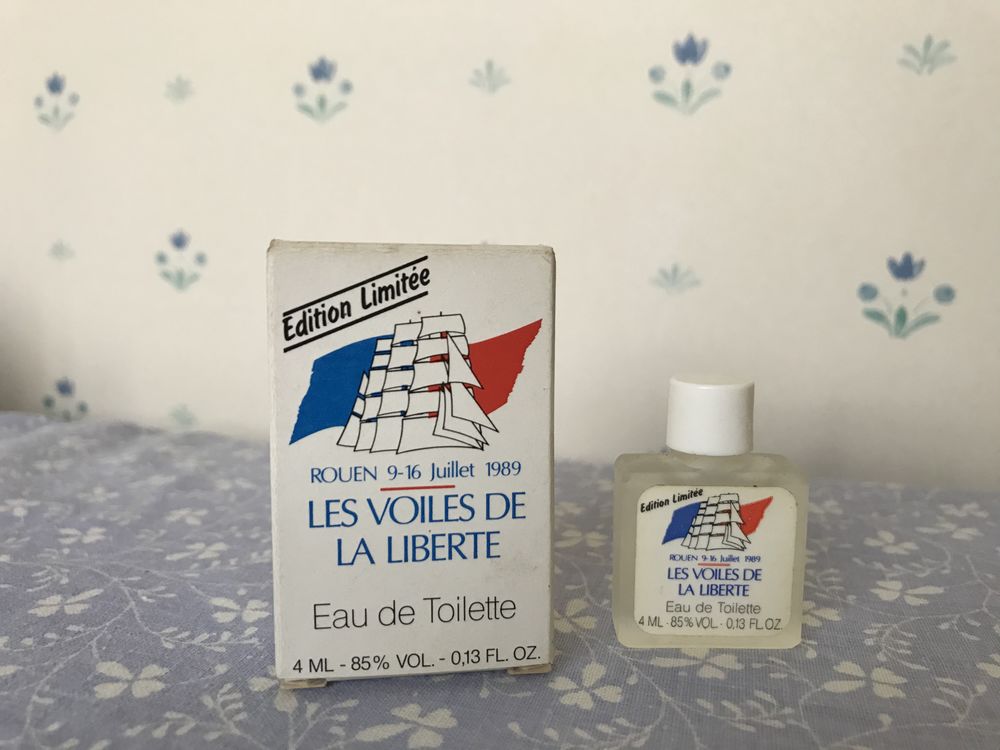 Edition Limitée
ROUEN 9-16 Juillet 1989
LES VOILES DE
LA LIBERTE
Eau de Toilette
4 ML - 85% VOL. - 0,13 FL. OZ.
Edition Limitée
ROUEN 9-16 Juillet 1989
LES VOILES DE
LA LIBERTE
Eau de Toilette
4 ML - 85% VOL. - 0,13 FL. OZ.